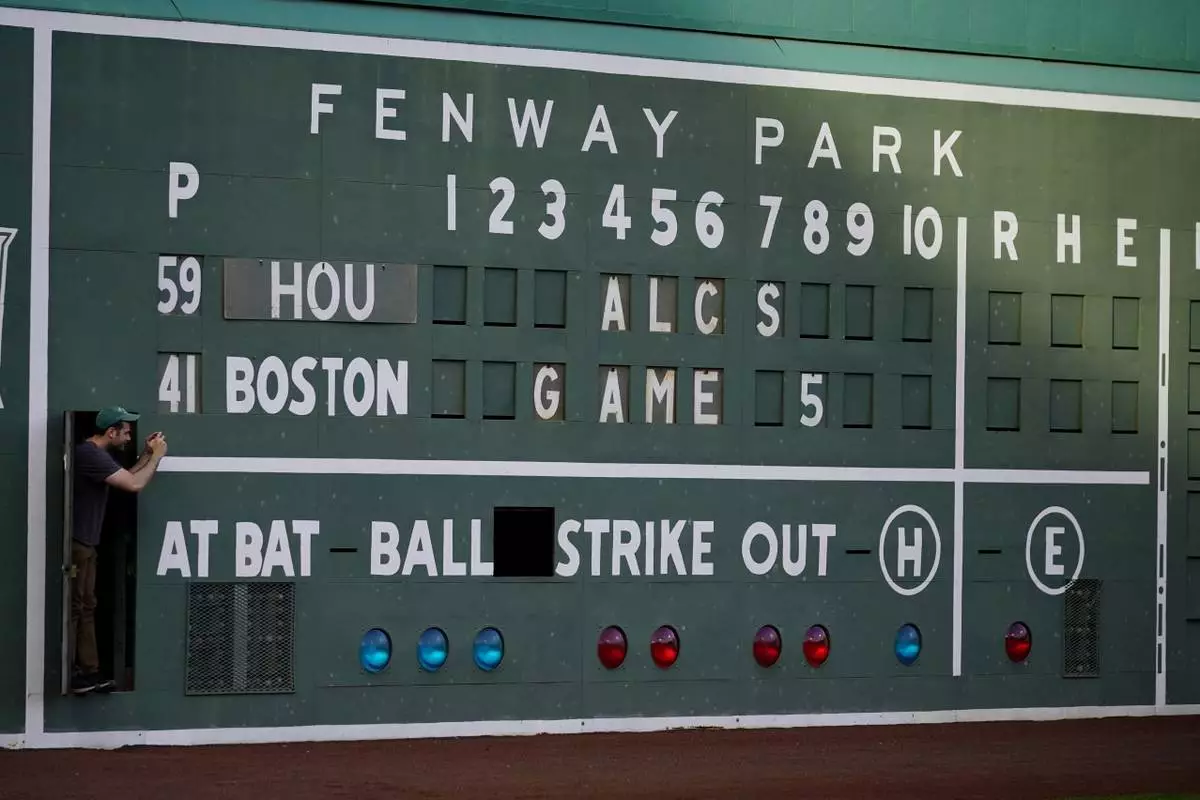 FENWAY PARK
P 1 2 3 4 5 6 7 8 9 10 R H E
59 HOU ALCS
41 BOSTON GAME 5
AT BAT BALL STRIKE OUT H E